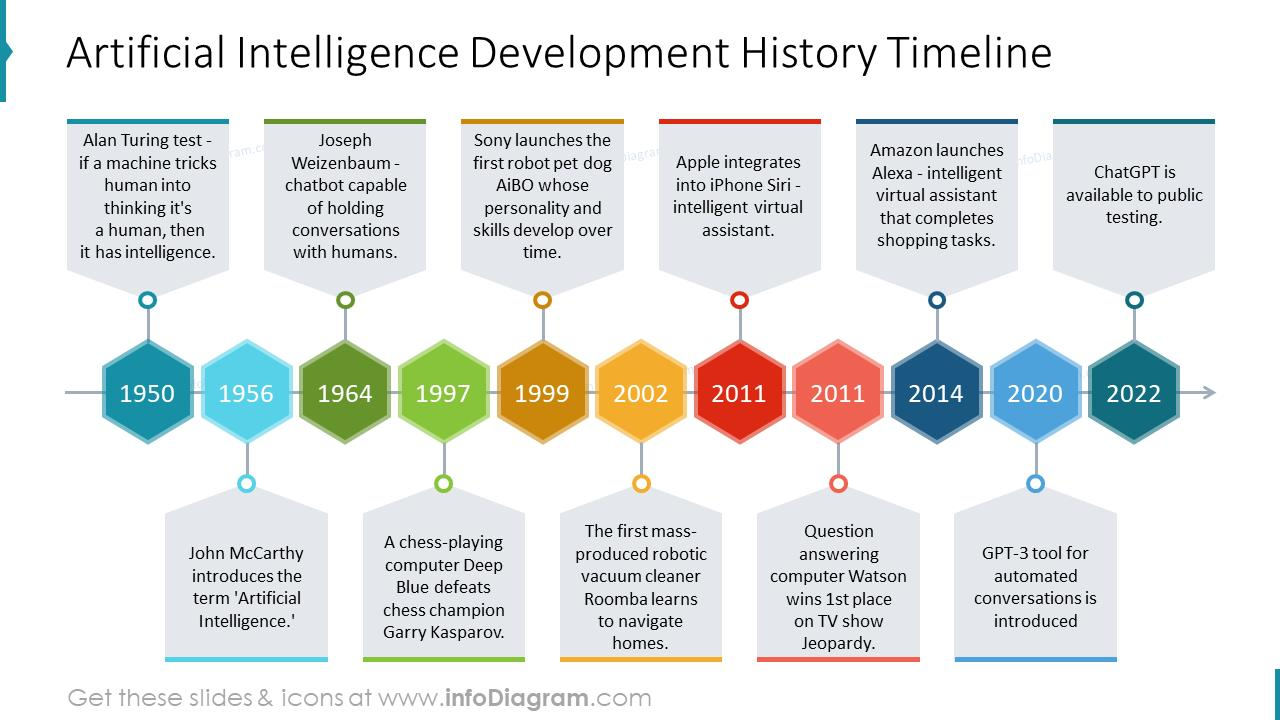 Artificial Intelligence Development History Timeline
Alan Turing test -
if a machine tricks
human into
thinking it's
a human, then
it has intelligence.
Joseph
Weizenbaum -
chatbot capable
of holding
conversations
with humans.
Sony launches the
first robot pet dog
AiBO whose
personality and
skills develop over
time.
Apple integrates
into iPhone Siri -
intelligent virtual
assistant.
Amazon launches
Alexa - intelligent
virtual assistant
that completes
shopping tasks.
ChatGPT is
available to public
testing.
1950 1956 1964 1997 1999 2002 2011 2011 2014 2020 2022
John McCarthy
introduces the
term 'Artificial
Intelligence.'
A chess-playing
computer Deep
Blue defeats
chess champion
Garry Kasparov.
The first mass-
produced robotic
vacuum cleaner
Roomba learns
to navigate
homes.
Question
answering
computer Watson
wins 1st place
on TV show
Jeopardy.
GPT-3 tool for
automated
conversations is
introduced
Get these slides & icons at www.infoDiagram.com